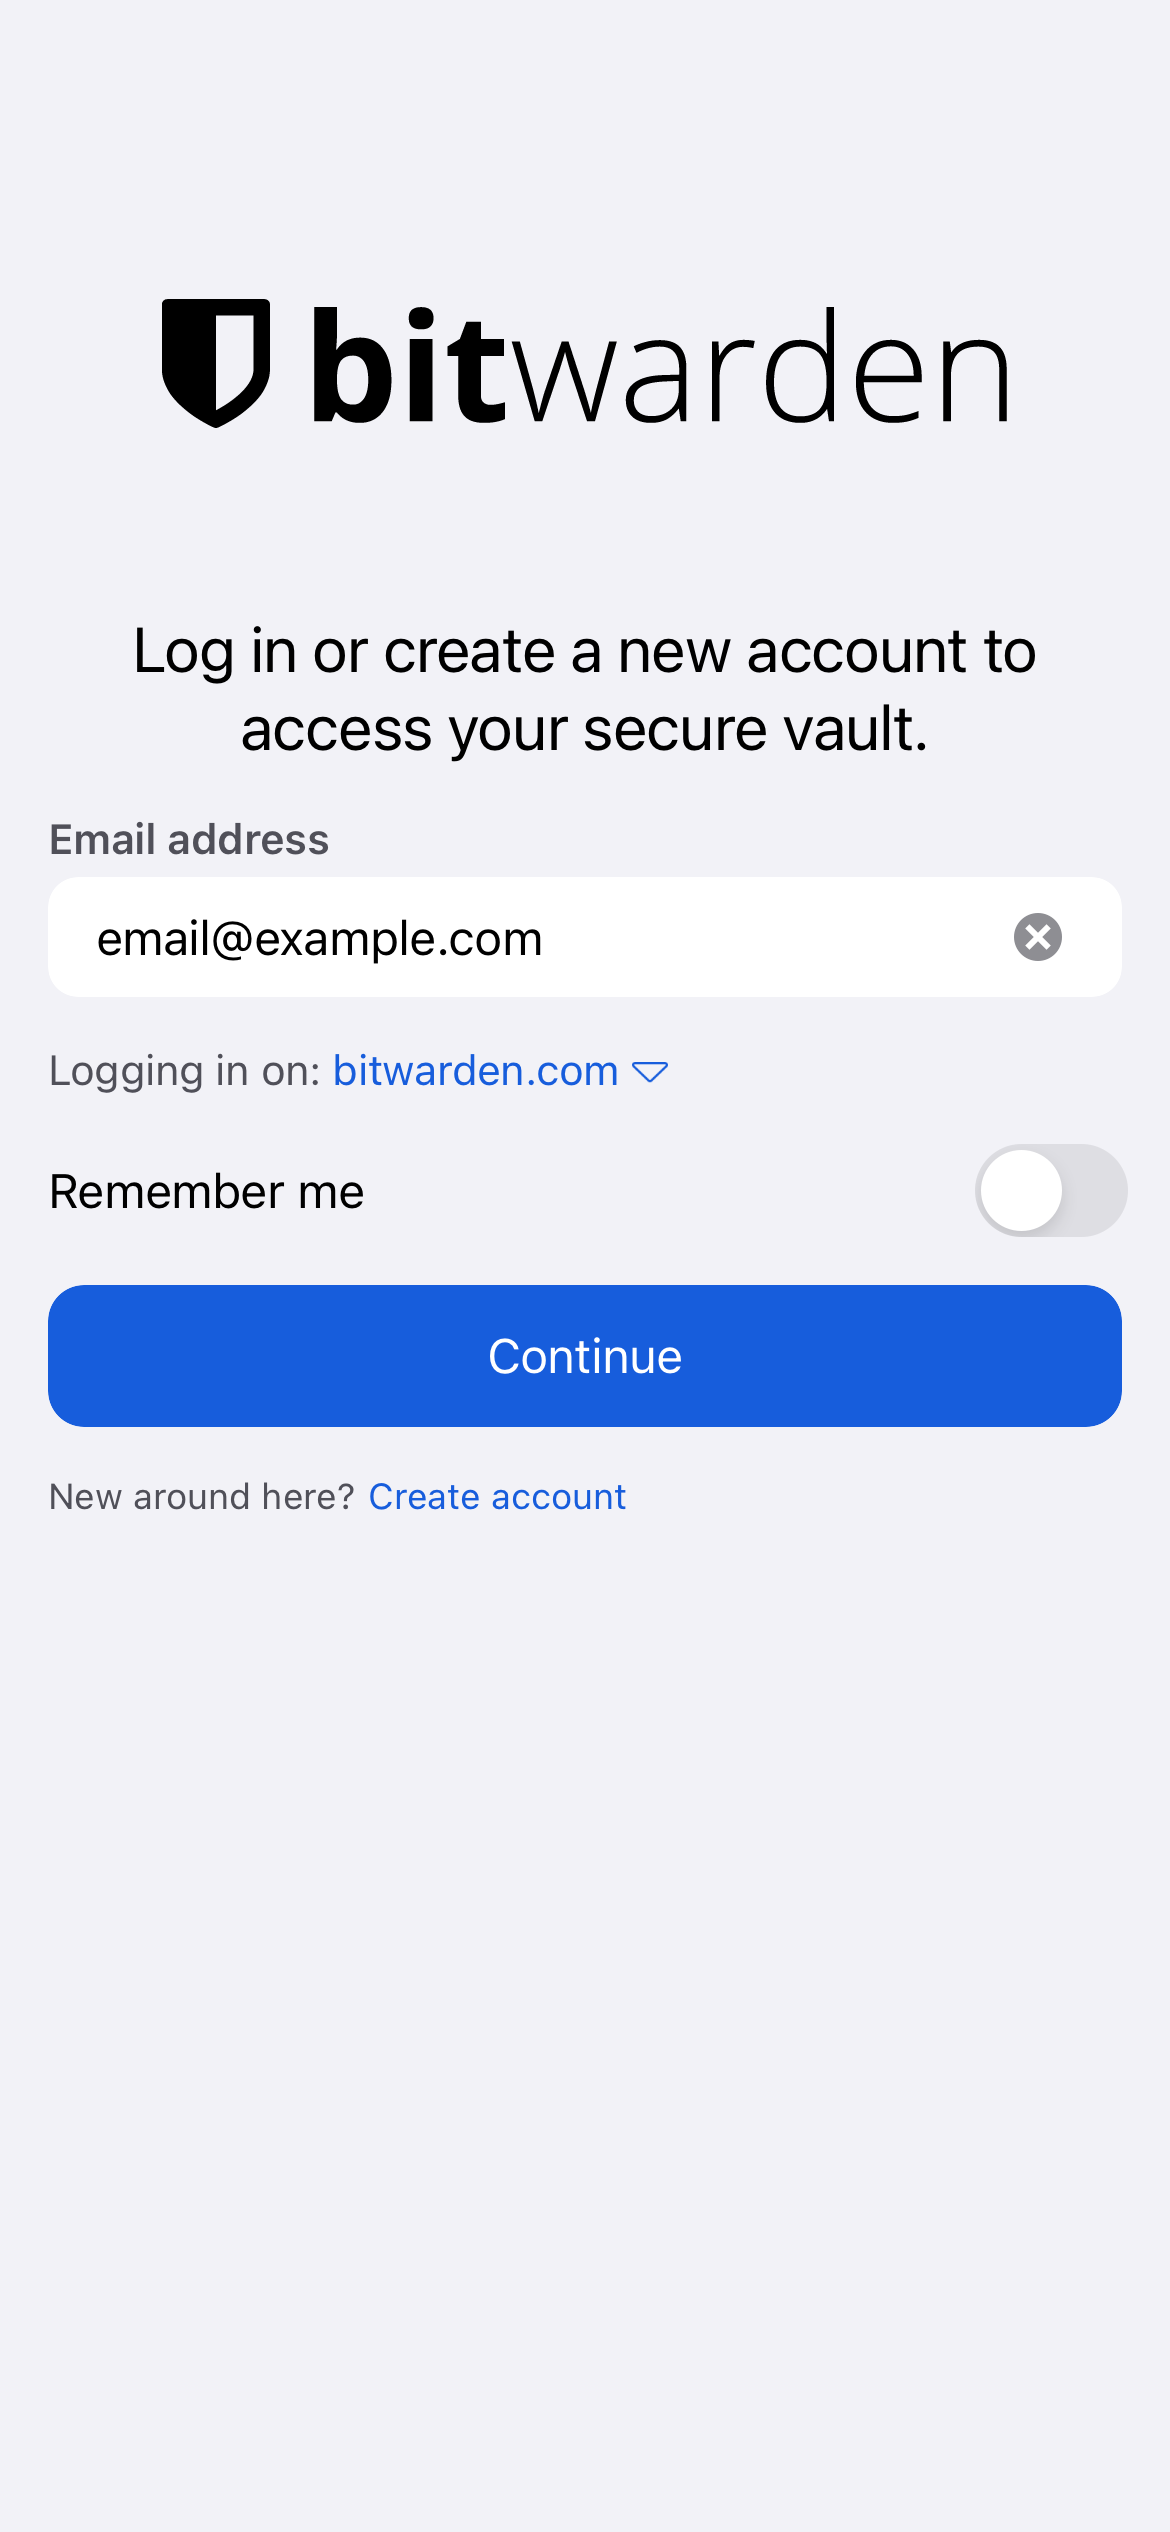 bitwarden
Log in or create a new account to
access your secure vault.
Email address
email@example.com
Logging in on: bitwarden.com
Remember me
Continue
New around here? Create account